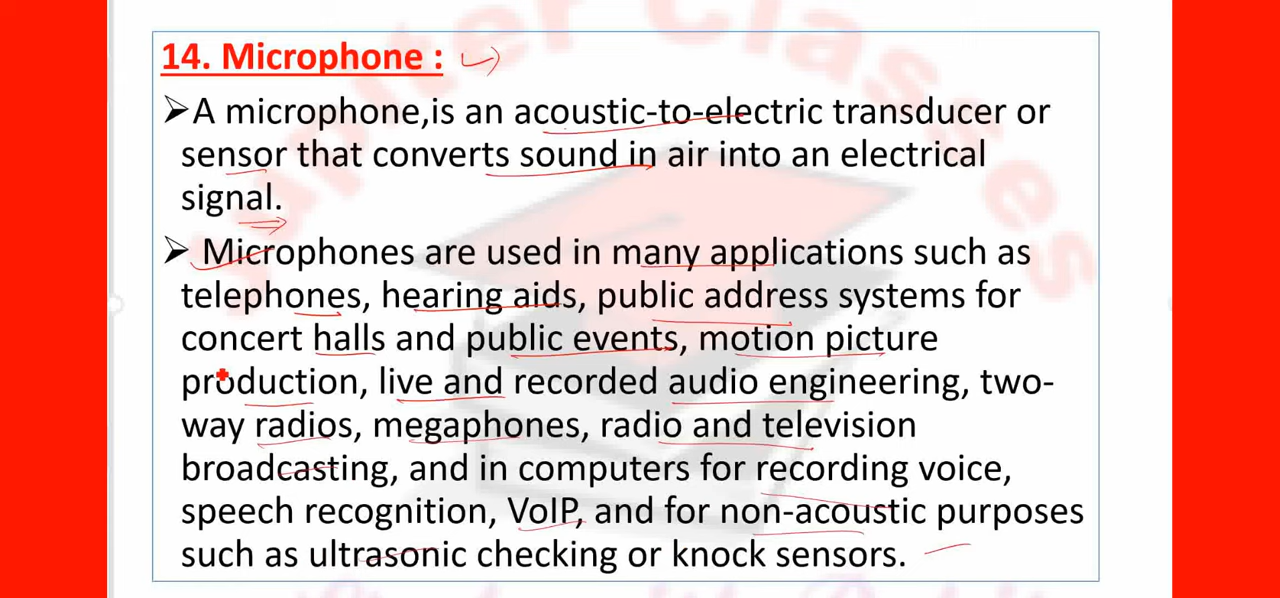 14. Microphone :
➢A microphone,is an acoustic-to-electric transducer or
sensor that converts sound in air into an electrical
signal.
➢ Microphones are used in many applications such as
telephones, hearing aids, public address systems for
concert halls and public events, motion picture
production, live and recorded audio engineering, two-
way radios, megaphones, radio and television
broadcasting, and in computers for recording voice,
speech recognition, VoIP, and for non-acoustic purposes
such as ultrasonic checking or knock sensors.
Classes